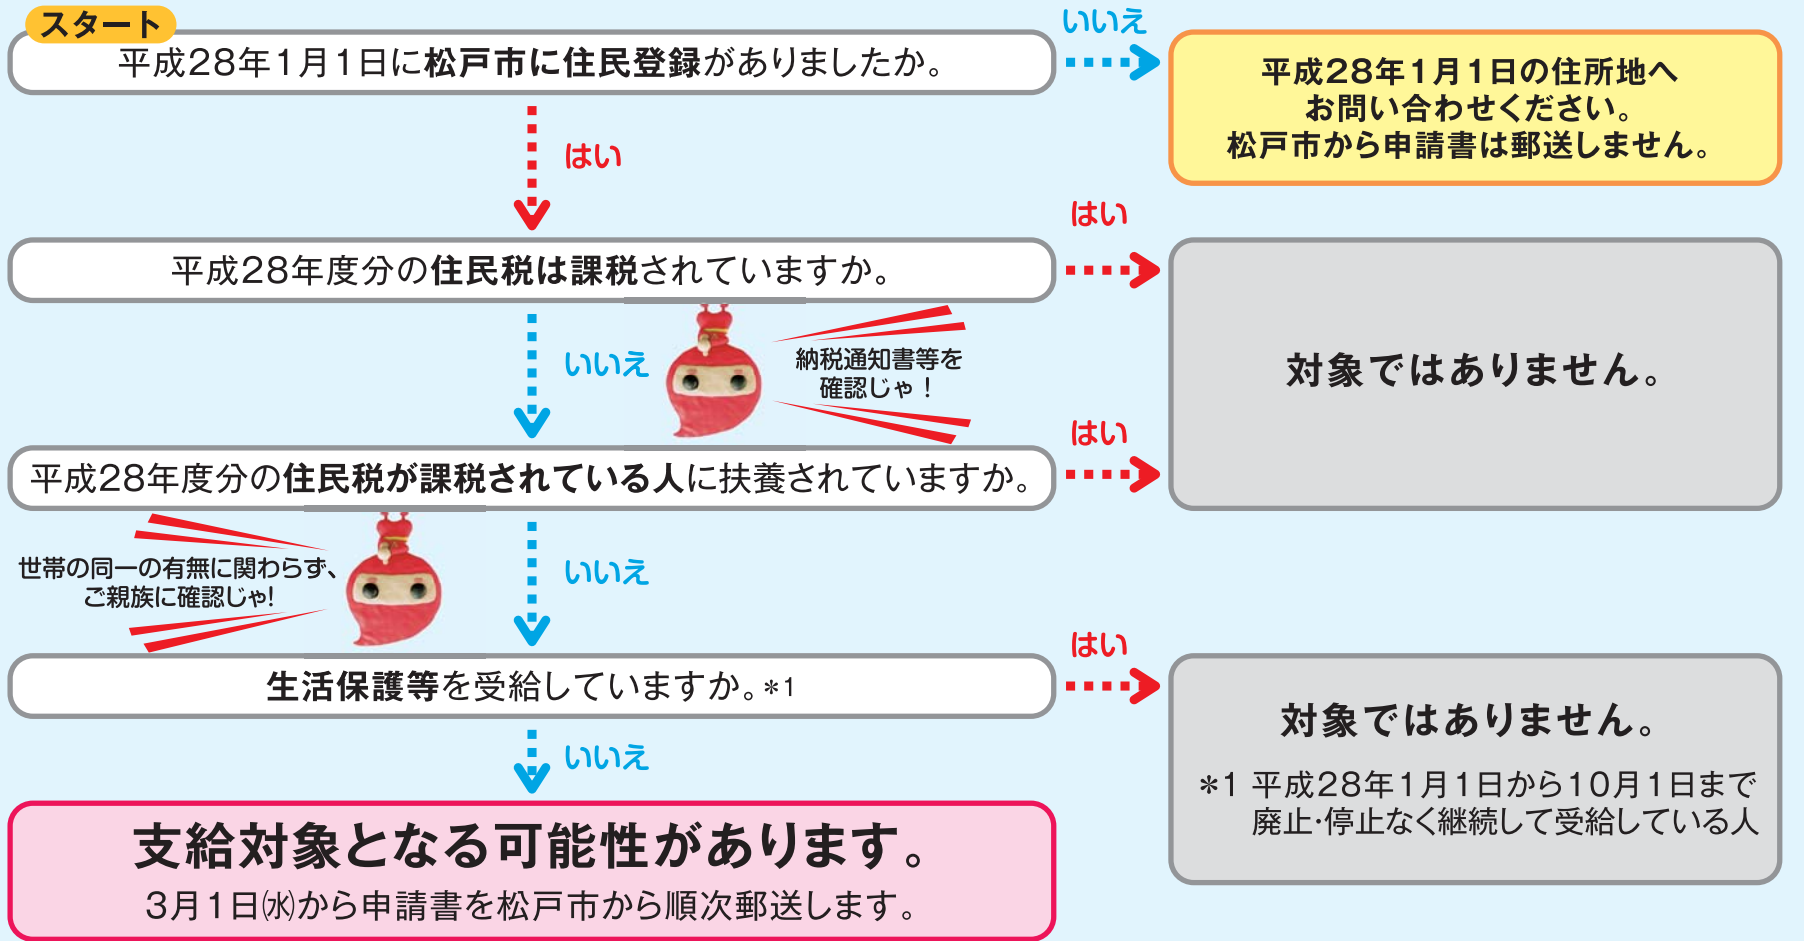 スタート
平成28年1月1日に松戸市に住民登録がありましたか。
いいえ
平成28年1月1日の住所地へ
お問い合わせください。
松戸市から申請書は郵送しません。
はい
平成28年度分の住民税は課税されていますか。
はい
対象ではありません。
いいえ
納税通知書等を
確認じゃ！
平成28年度分の住民税が課税されている人に扶養されていますか。
はい
世帯の同一の有無に関わらず、
ご親族に確認じゃ!
いいえ
生活保護等を受給していますか。*1
はい
対象ではありません。
*1 平成28年1月1日から10月1日まで
廃止・停止なく継続して受給している人
いいえ
支給対象となる可能性があります。
3月1日㈬から申請書を松戸市から順次郵送します。